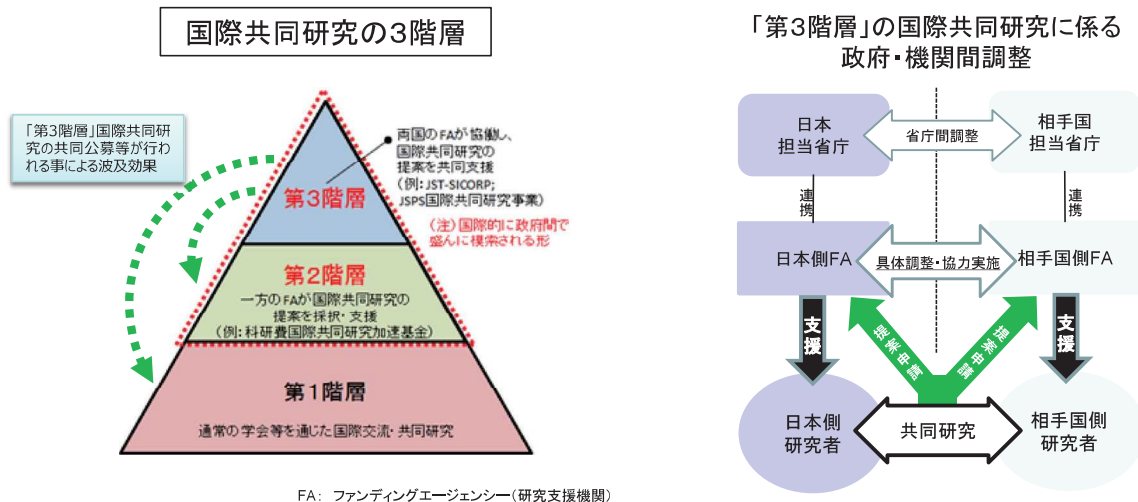 国際共同研究の3階層
「第3階層」国際共同研
究の共同公募等が行わ
れる事による波及効果
両国のFAが協働し、
国際共同研究の
提案を共同支援
(例:JST-SICORP;
JSPS国際共同研究事業)
(注)国際的に政府間で
盛んに模索される形
第3階層
第2階層
一方のFAが国際共同研究の
提案を採択・支援
(例:科研費国際共同研究加速基金)
第1階層
通常の学会等を通じた国際交流・共同研究
FA: ファンディングエージェンシー(研究支援機関)
「第3階層」の国際共同研究に係る
政府・機関間調整
日本
担当省庁
省庁間調整
相手国
担当省庁
連携
連携
日本側FA
具体調整・協力実施
相手国側FA
支援
提案申請
提案申請
支援
日本側
研究者
共同研究
相手国側
研究者